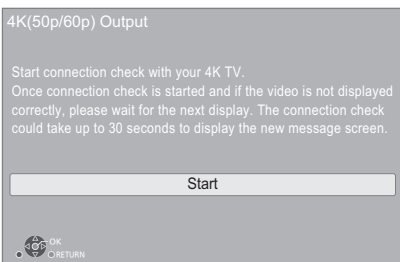 4K(50p/60p) Output
Start connection check with your 4K TV.
Once connection check is started and if the video is not displayed
correctly, please wait for the next display. The connection check
could take up to 30 seconds to display the new message screen.
Start
OK
RETURN